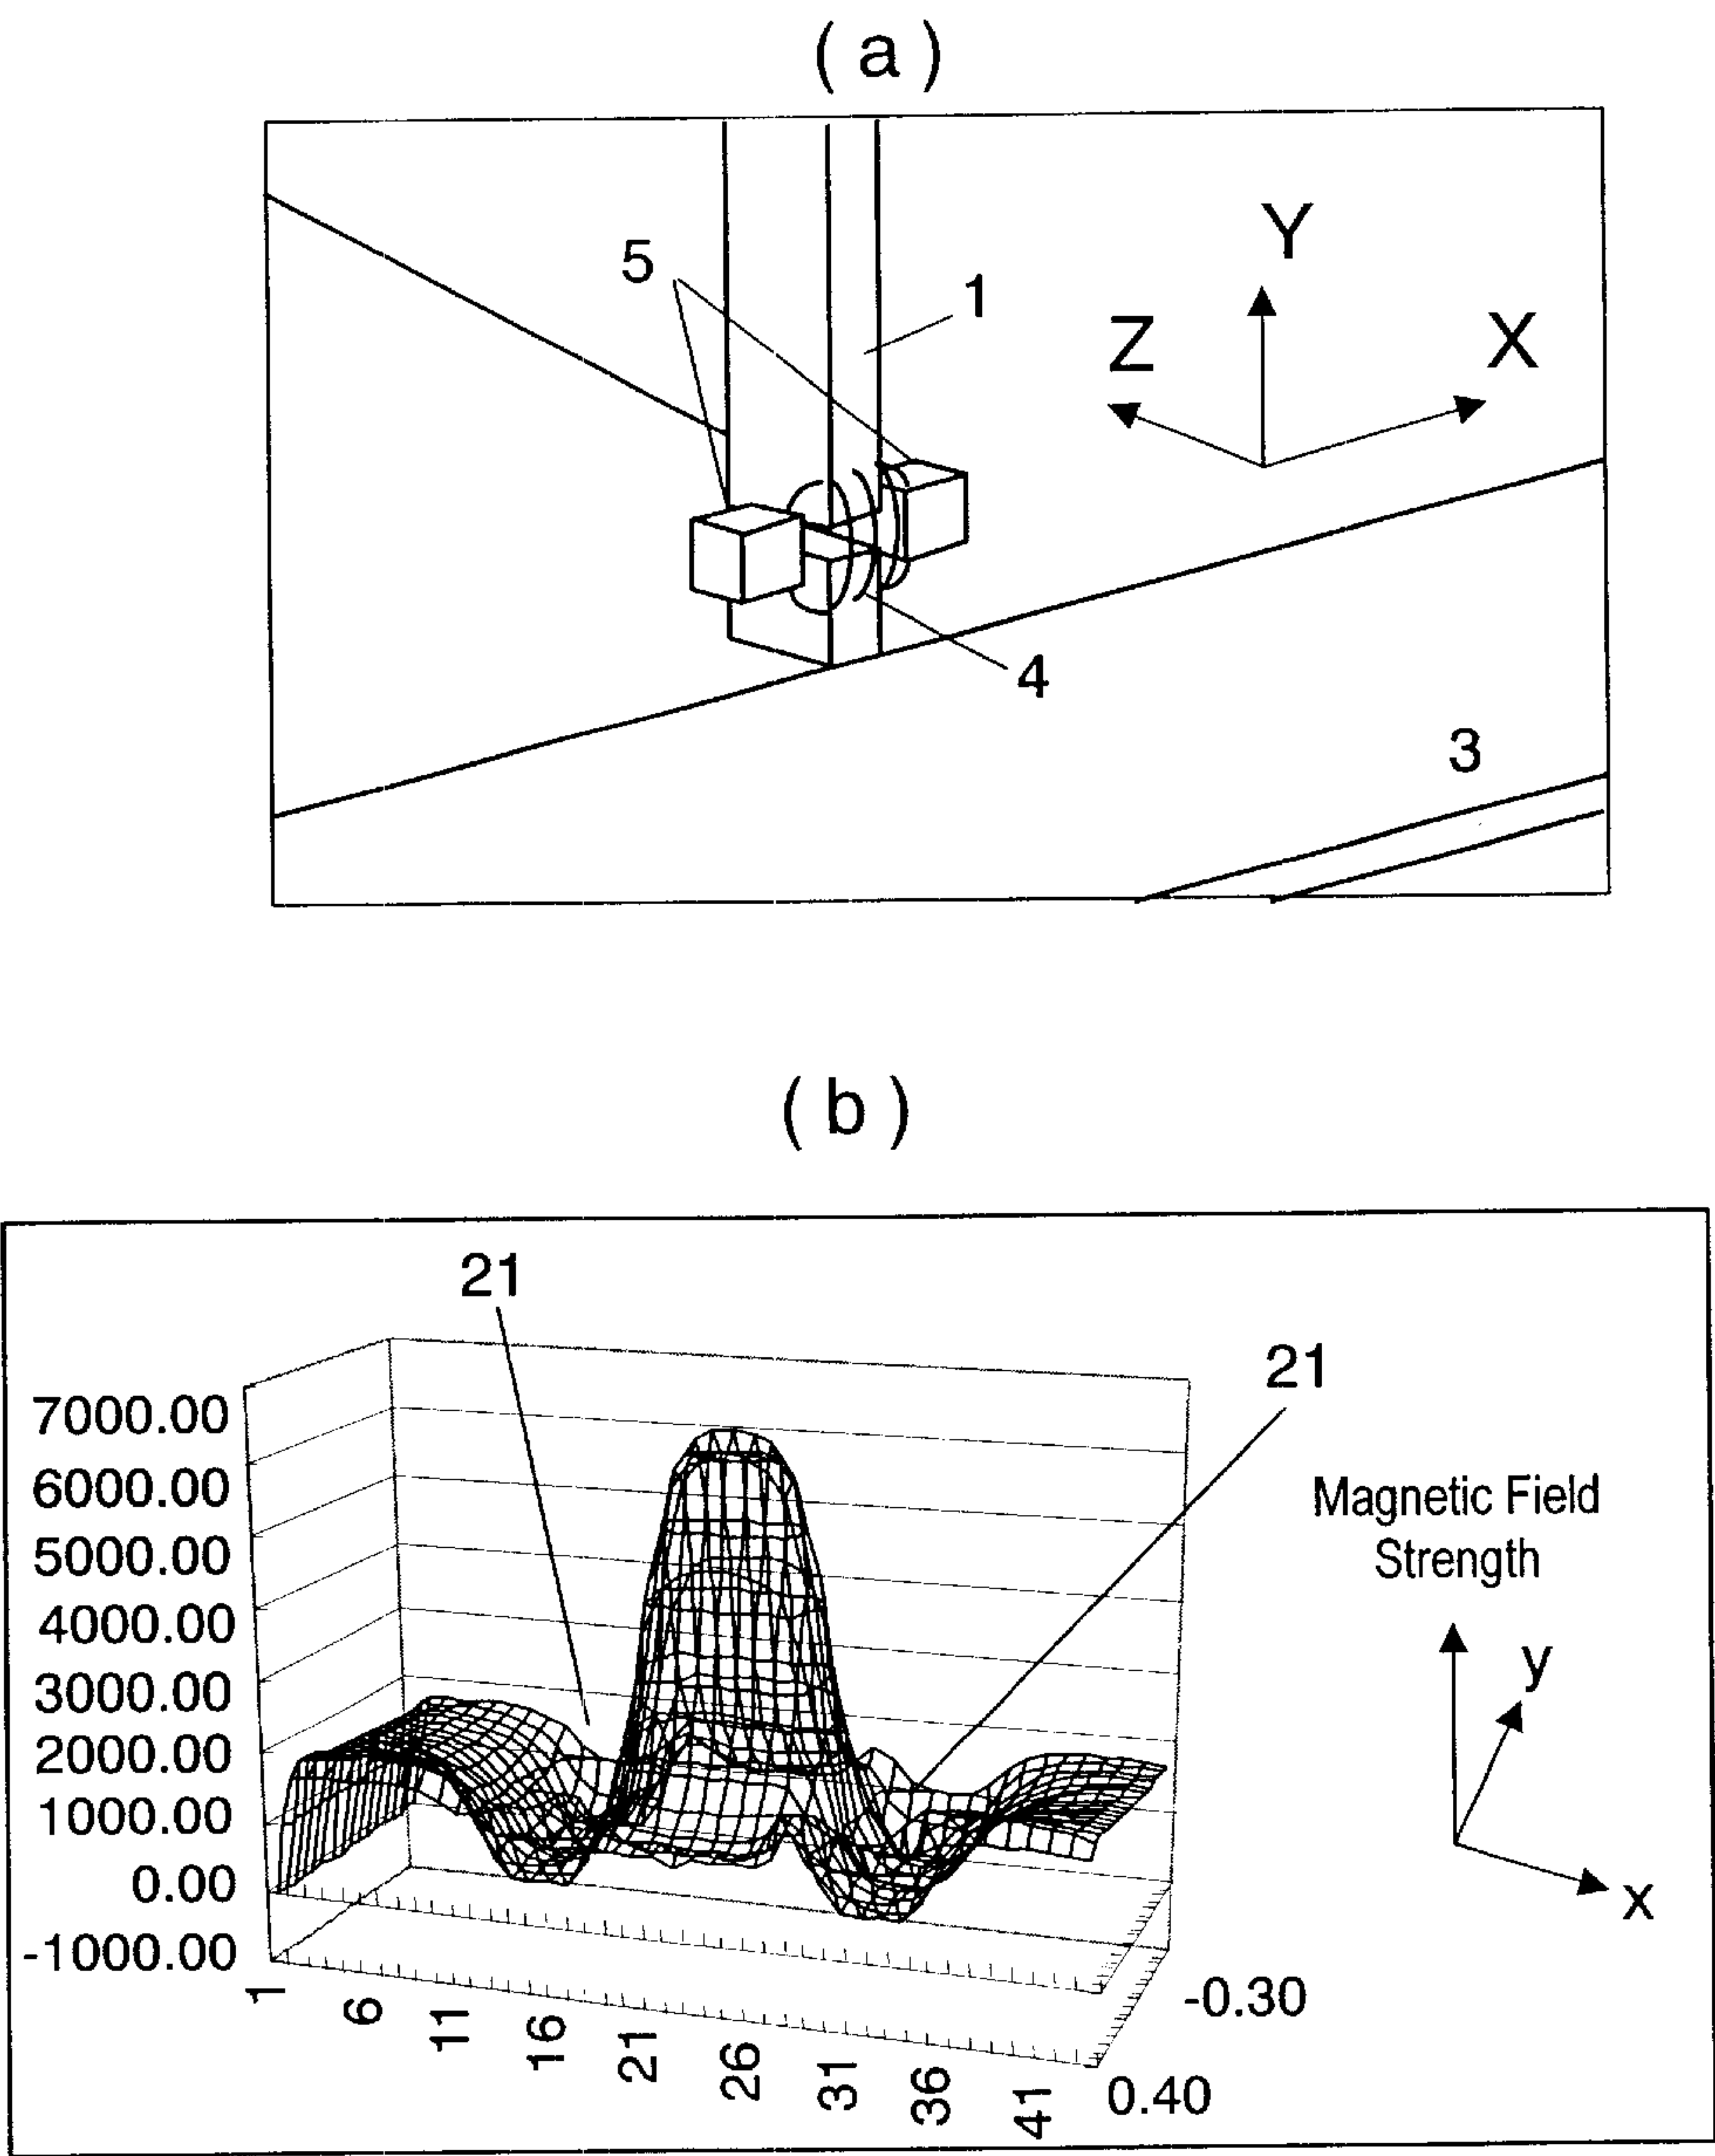 ( a )
5
1
Y
Z
X
4
3
( b )
21
21
7000.00
6000.00
5000.00
4000.00
3000.00
2000.00
1000.00
0.00
-1000.00
Magnetic Field
Strength
y
x
1
6
11
16
21
26
31
36
41
-0.30
0.40